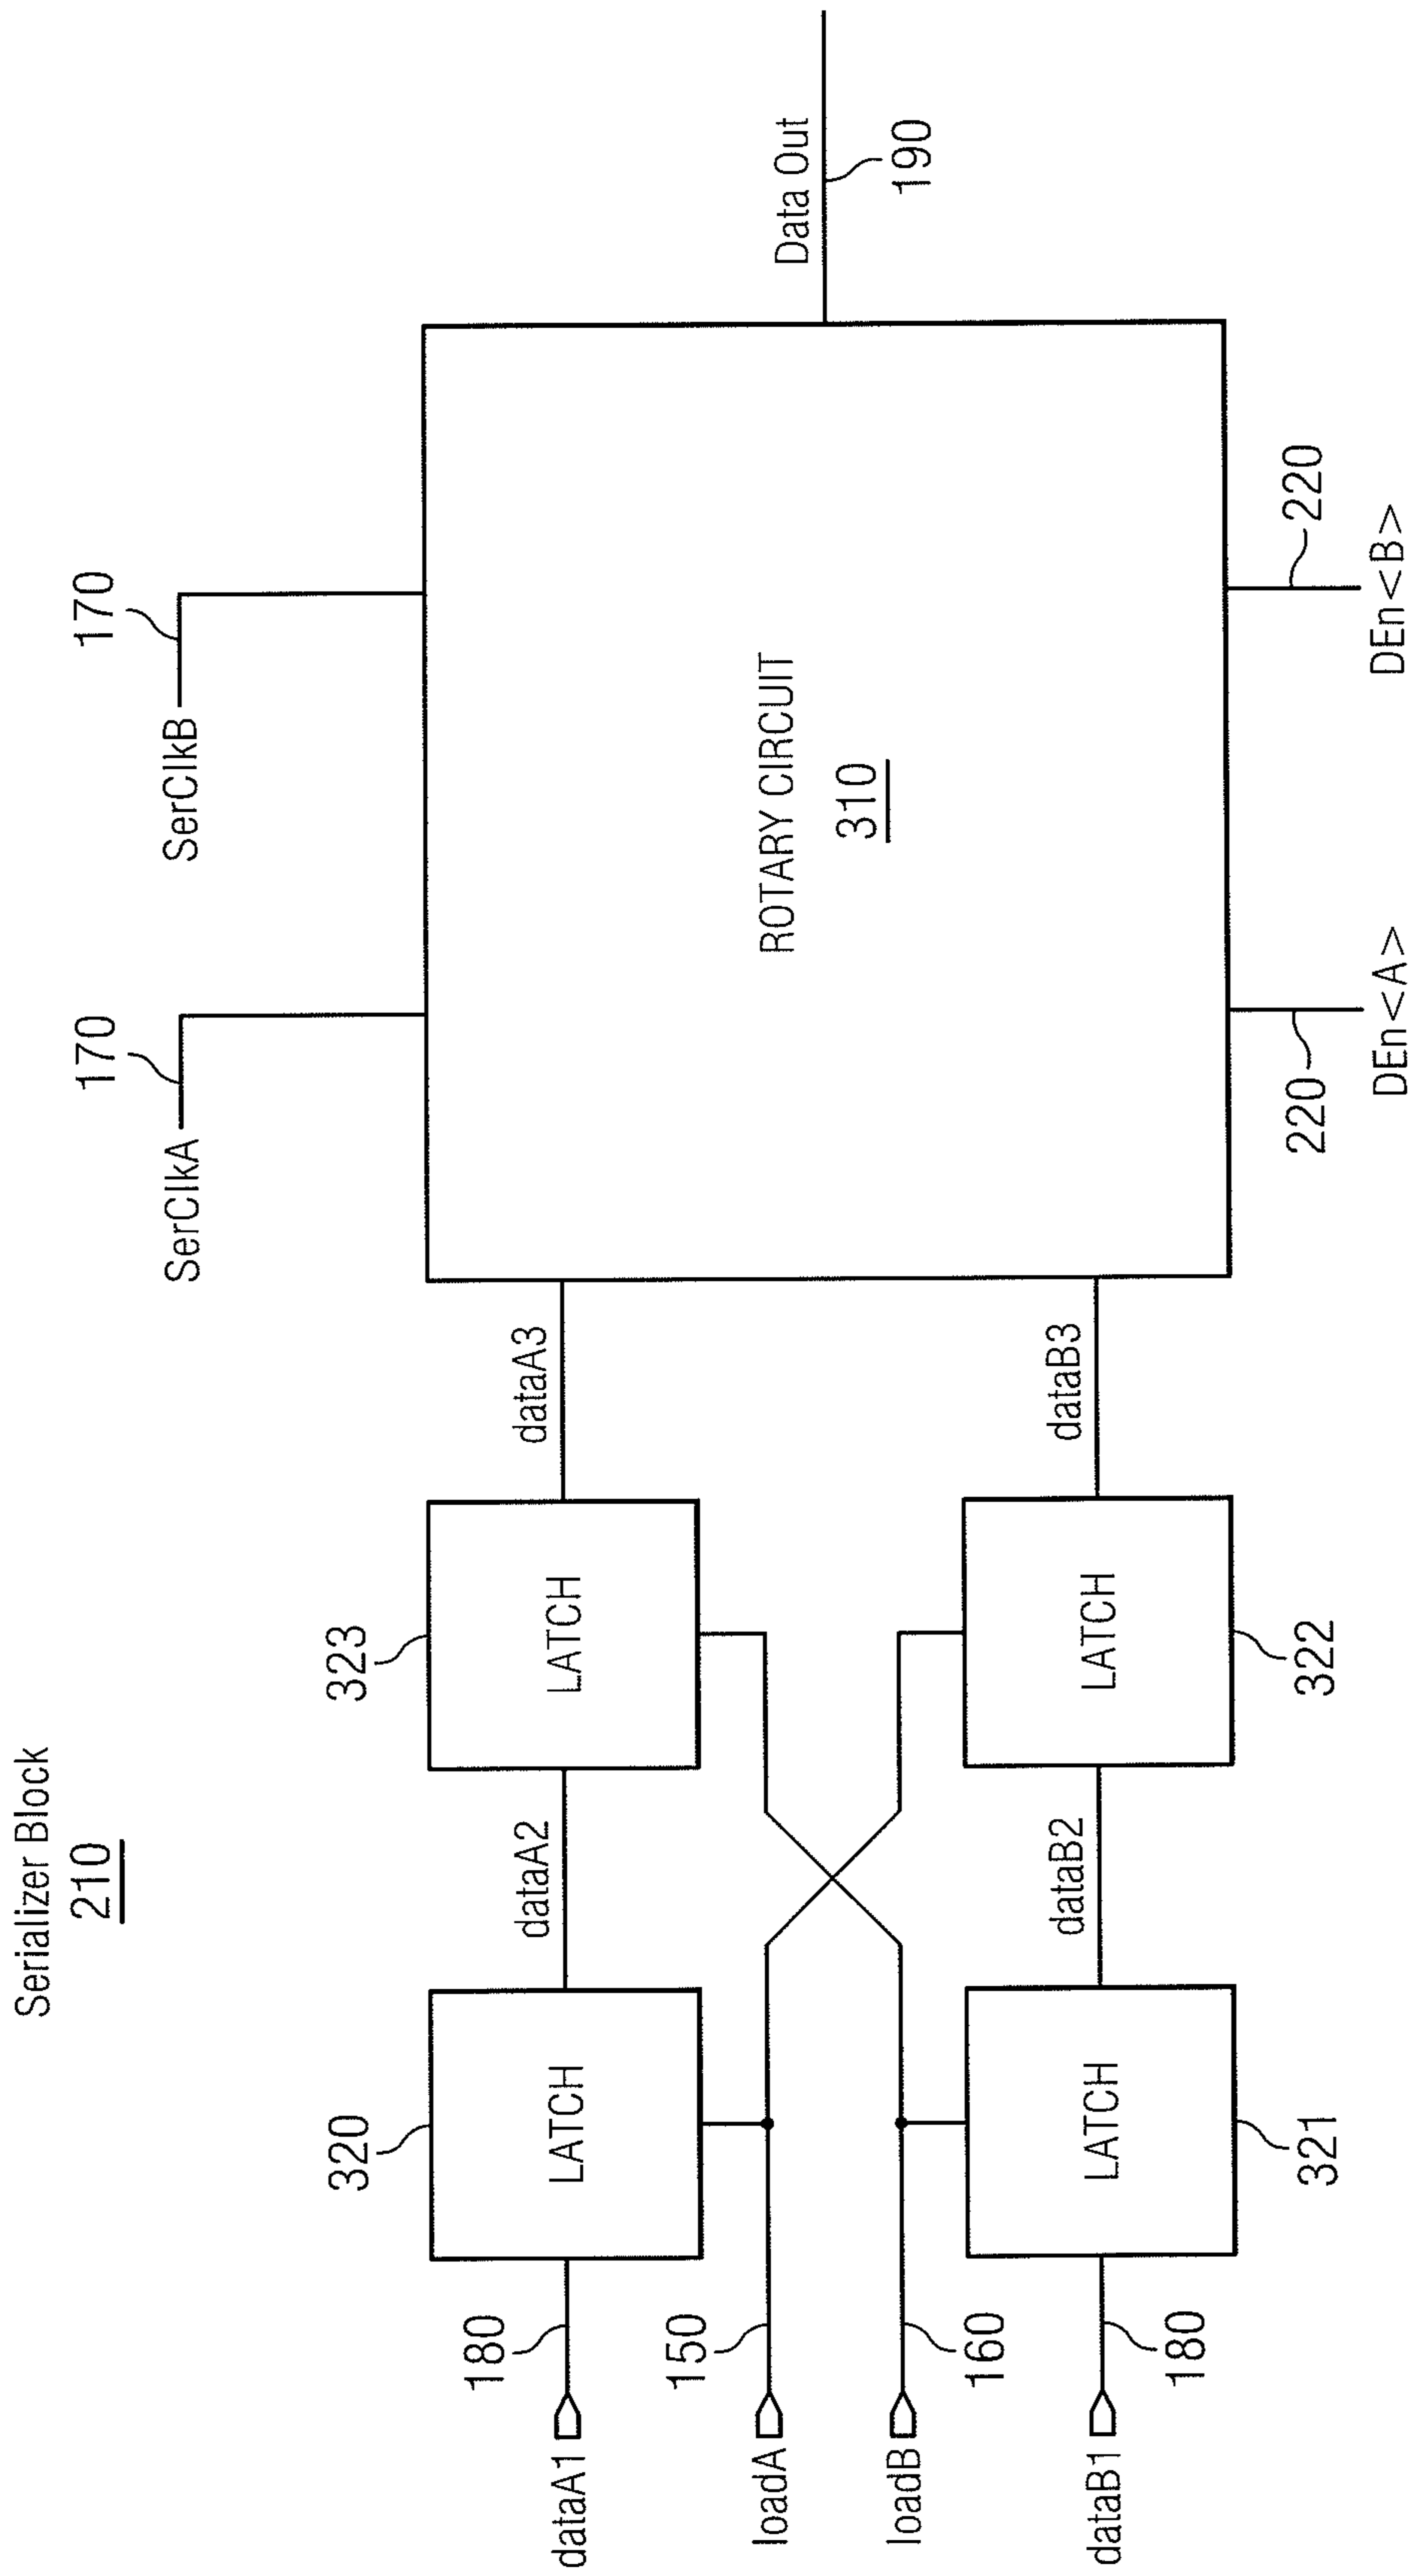 Serializer Block
210
170
170
SerClkA
SerClkB
323
320
LATCH
LATCH
dataA2
dataA3
dataA1
180
loadA
150
loadB
160
dataB1
180
LATCH
LATCH
dataB2
dataB3
321
322
ROTARY CIRCUIT
310
Data Out
190
220
220
DEn<A>
DEn<B>